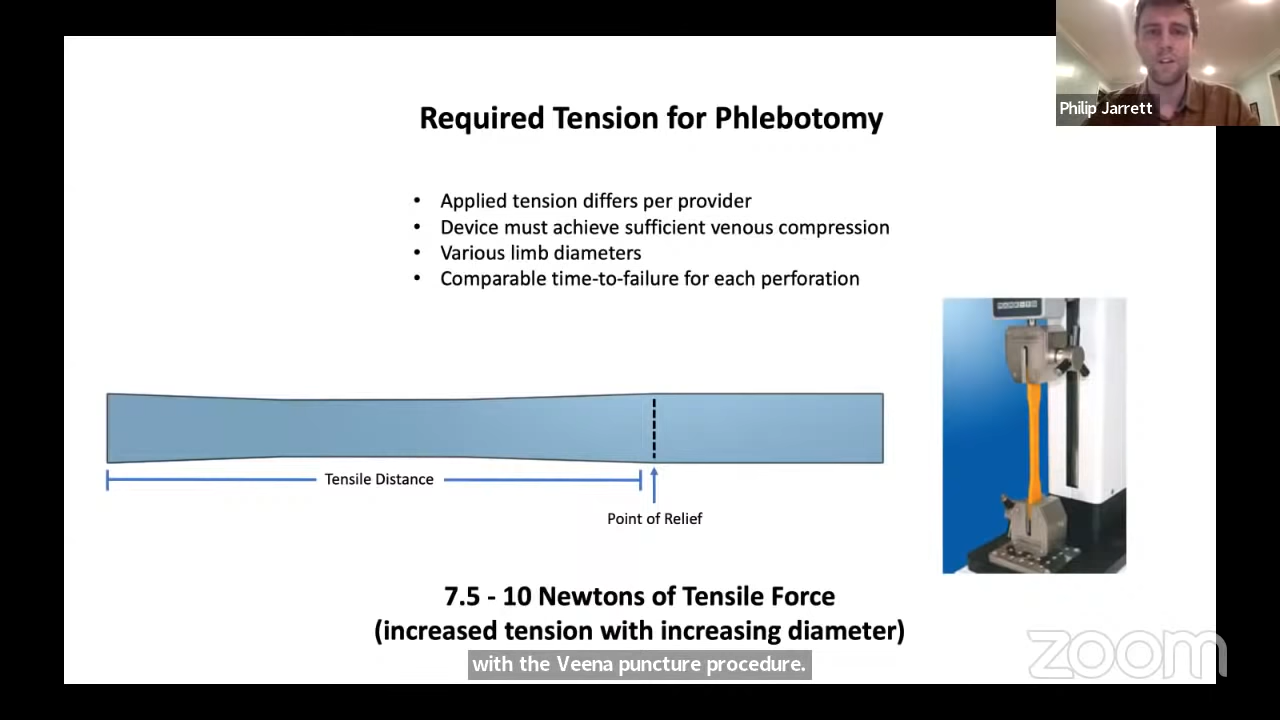 Philip Jarrett
Required Tension for Phlebotomy
• Applied tension differs per provider
• Device must achieve sufficient venous compression
• Various limb diameters
• Comparable time-to-failure for each perforation
Tensile Distance
Point of Relief
7.5 - 10 Newtons of Tensile Force
(increased tension with increasing diameter)
with the Veena puncture procedure.
zoom